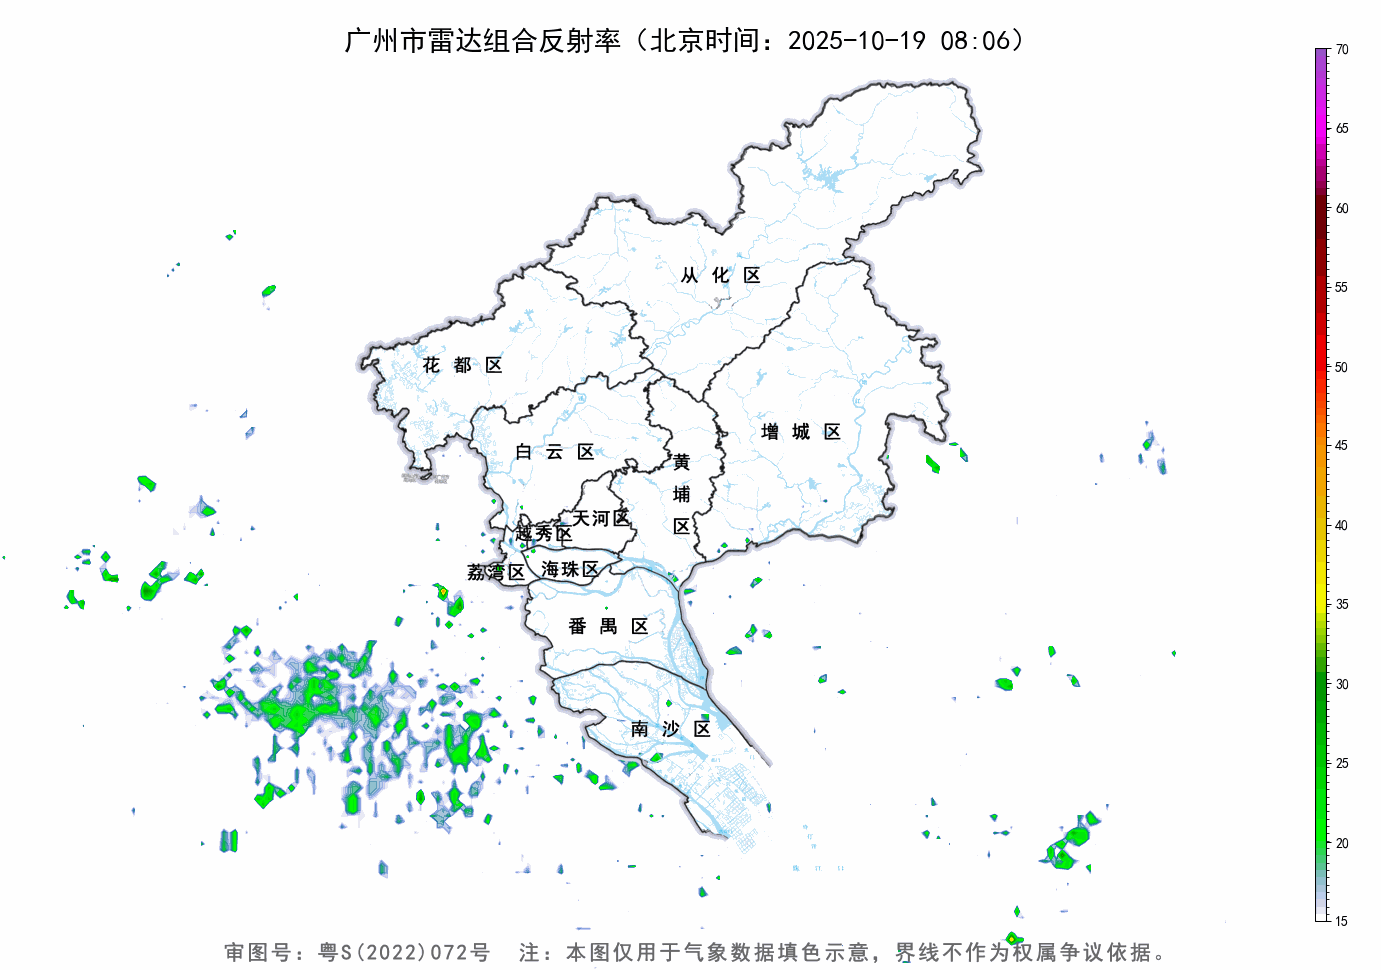 广州市雷达组合反射率（北京时间：2025-10-19 08:06）
70
65
60
55
50
45
40
35
30
25
20
15
从化区
花都区
增城区
白云区
黄埔区
天河区
越秀区
荔湾区
海珠区
番禺区
南沙区
审图号：粤S(2022)072号　注：本图仅用于气象数据填色示意，界线不作为权属争议依据。